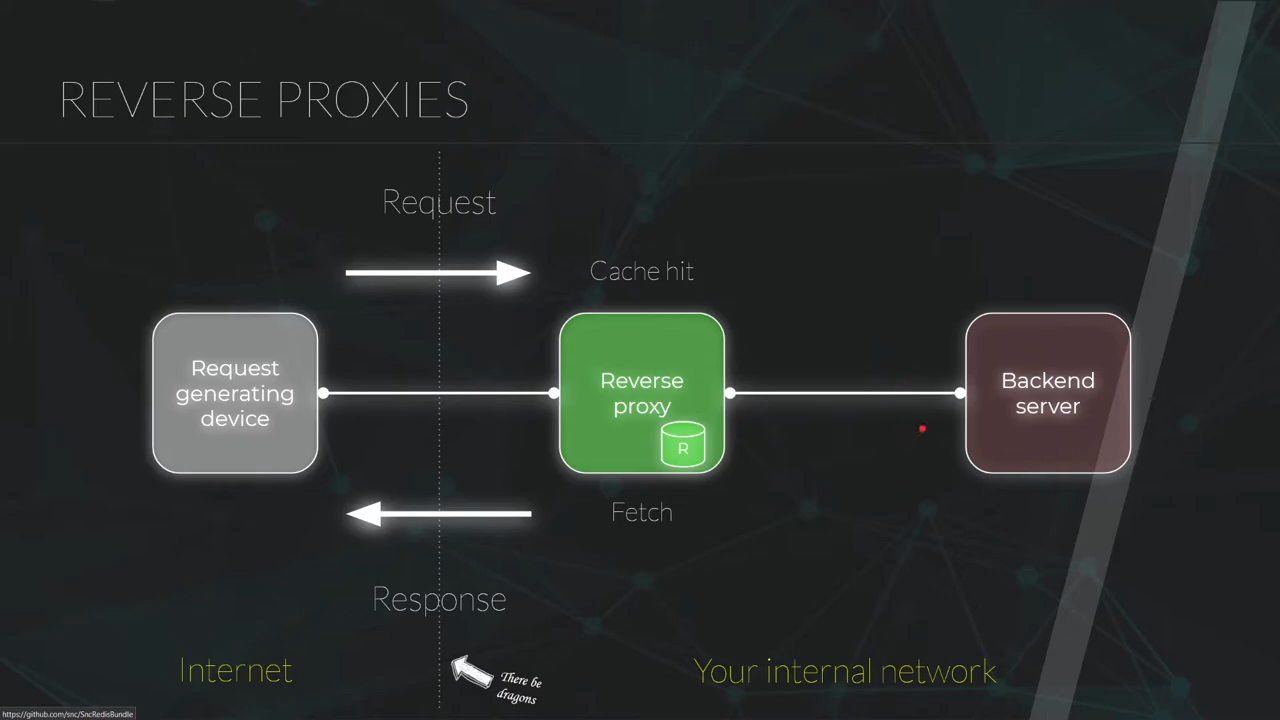 REVERSE PROXIES
Request
Cache hit
Request
generating
device
Reverse
proxy
R
Backend
server
Fetch
Response
Internet
There be
dragons
Your internal network
https://github.com/snc/SncRedisBundle